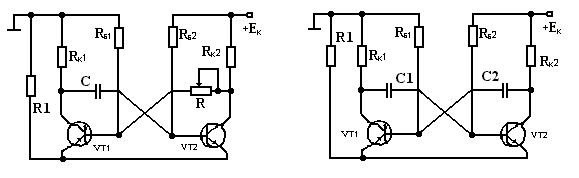 Rб1 Rб2 +Eк
Rк1 Rк2
C
R1 R
VT1 VT2
R1 Rб1 Rб2 +Eк
Rк1 Rк2
C1 C2
VT1 VT2